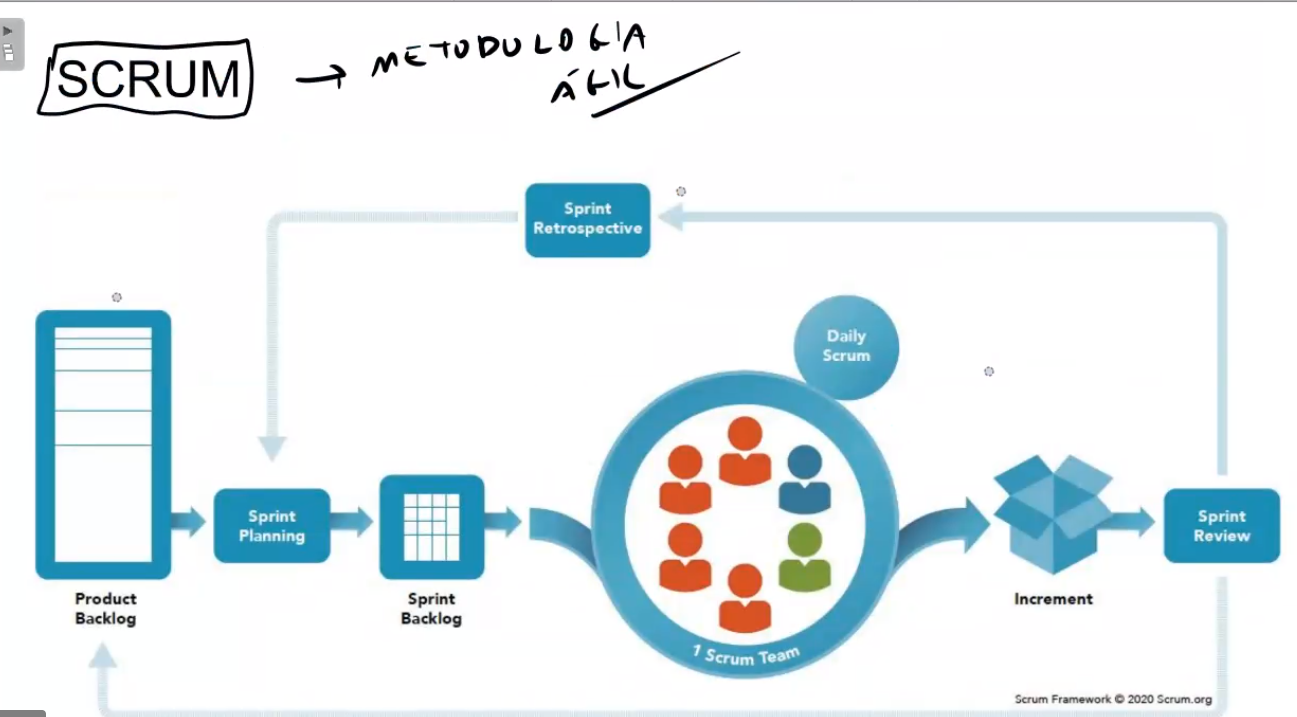 SCRUM → METODOLOGIA
ÁGIL
Sprint
Retrospective
Daily
Scrum
Sprint
Planning
Sprint
Review
Product
Backlog
Sprint
Backlog
1 Scrum Team
Increment
Scrum Framework © 2020 Scrum.org